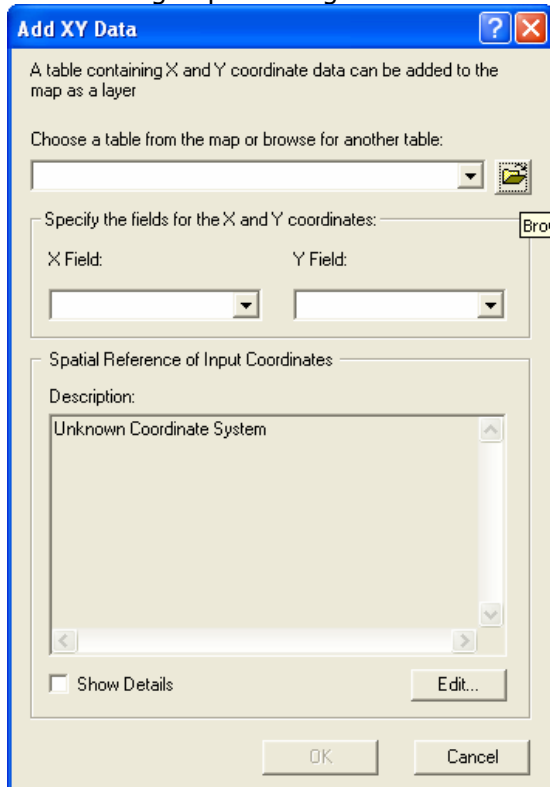 Add XY Data
A table containing X and Y coordinate data can be added to the
map as a layer
Choose a table from the map or browse for another table:
Specify the fields for the X and Y coordinates:
X Field:
Y Field:
Spatial Reference of Input Coordinates
Description:
Unknown Coordinate System
Show Details
Edit...
OK
Cancel